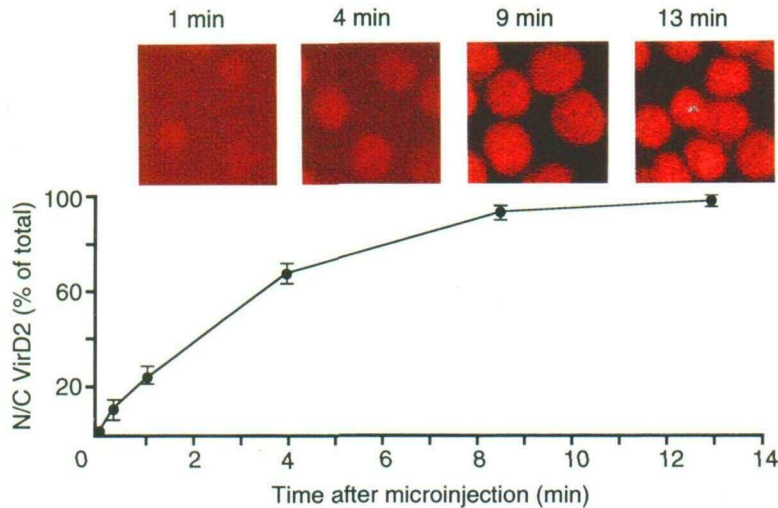 1 min 4 min 9 min 13 min
100
60
20
N/C VirD2 (% of total)
0 2 4 6 8 10 12 14
Time after microinjection (min)